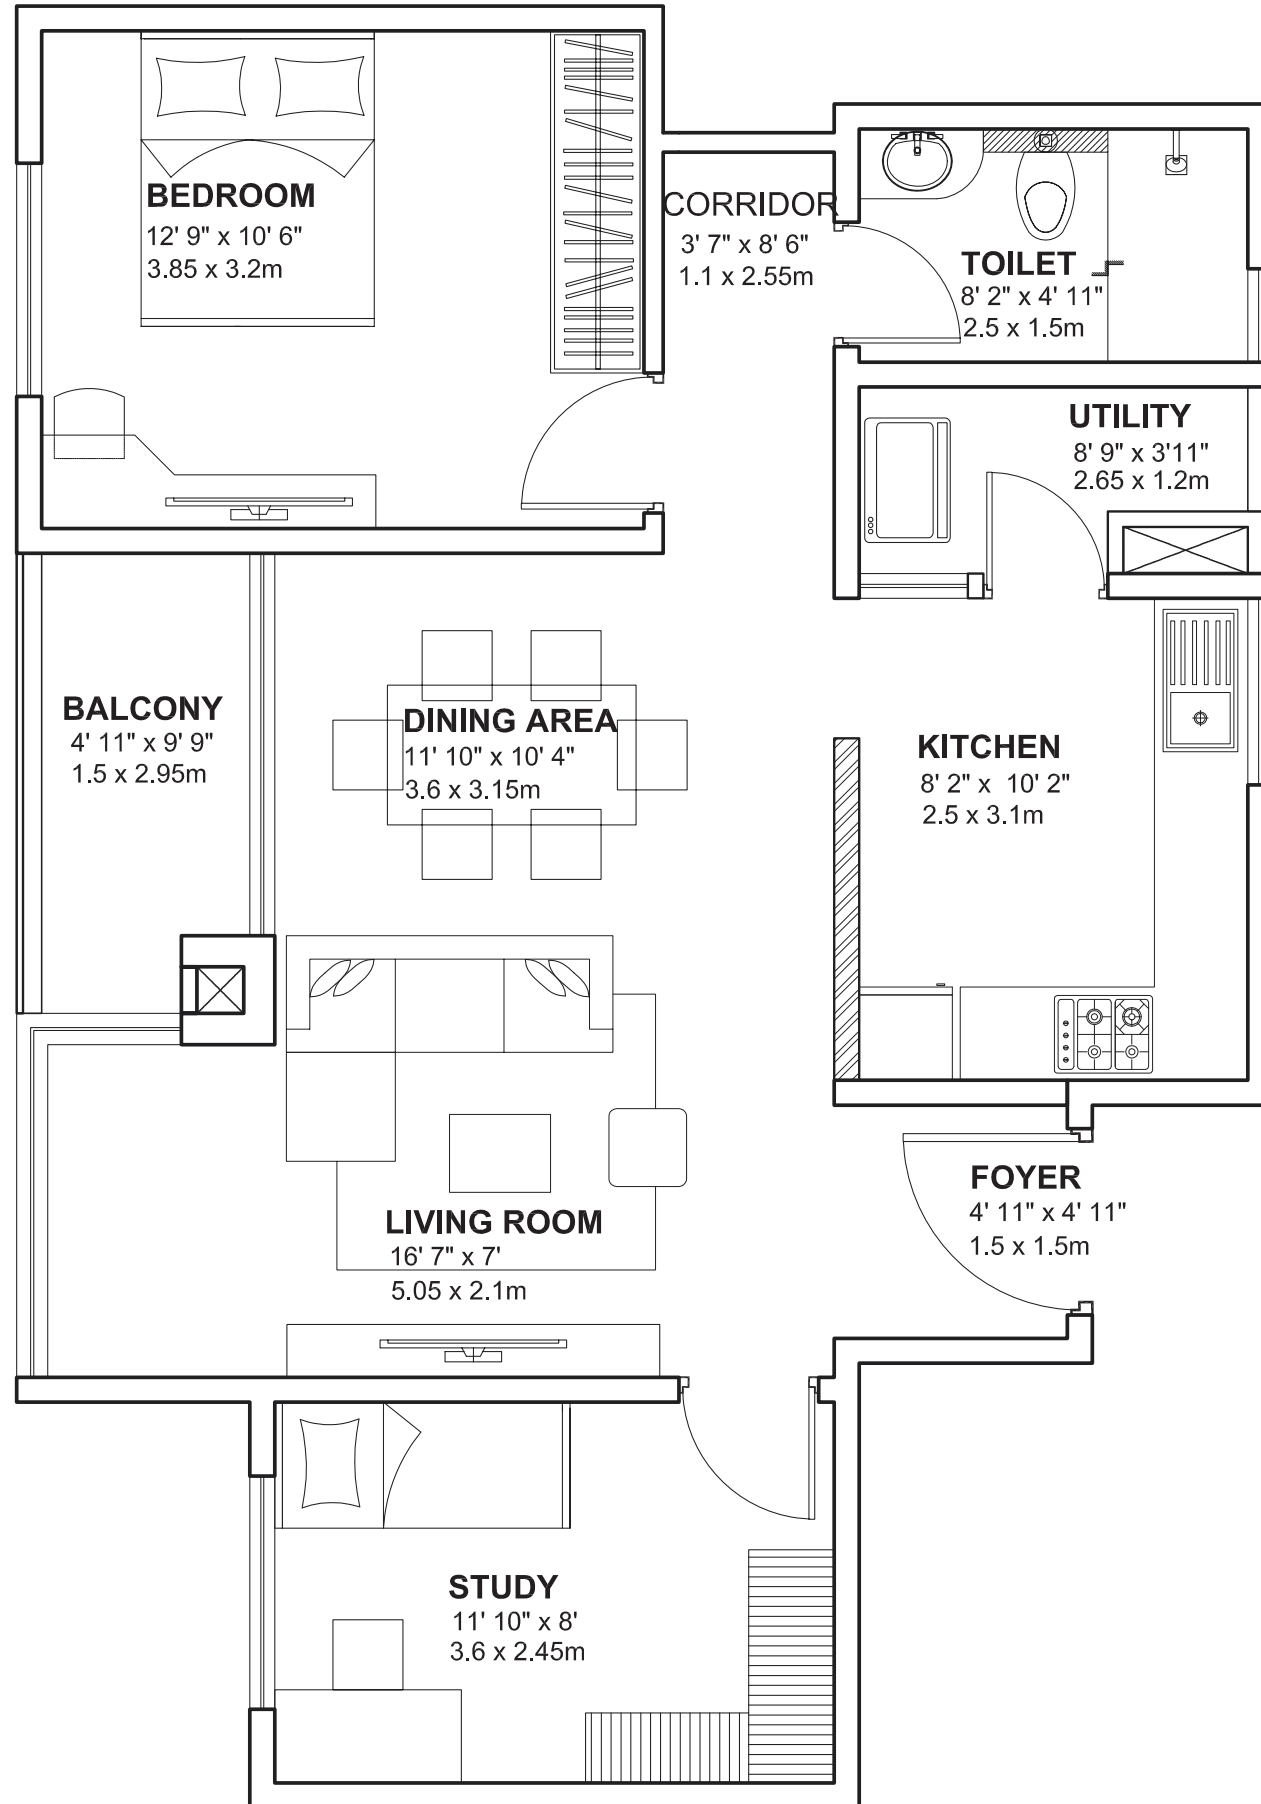 BEDROOM
12' 9" x 10' 6"
3.85 x 3.2m
CORRIDOR
3' 7" x 8' 6"
1.1 x 2.55m
TOILET
8' 2" x 4' 11"
2.5 x 1.5m
UTILITY
8' 9" x 3'11"
2.65 x 1.2m
BALCONY
4' 11" x 9' 9"
1.5 x 2.95m
DINING AREA
11' 10" x 10' 4"
3.6 x 3.15m
KITCHEN
8' 2" x 10' 2"
2.5 x 3.1m
FOYER
4' 11" x 4' 11"
1.5 x 1.5m
LIVING ROOM
16' 7" x 7'
5.05 x 2.1m
STUDY
11' 10" x 8'
3.6 x 2.45m